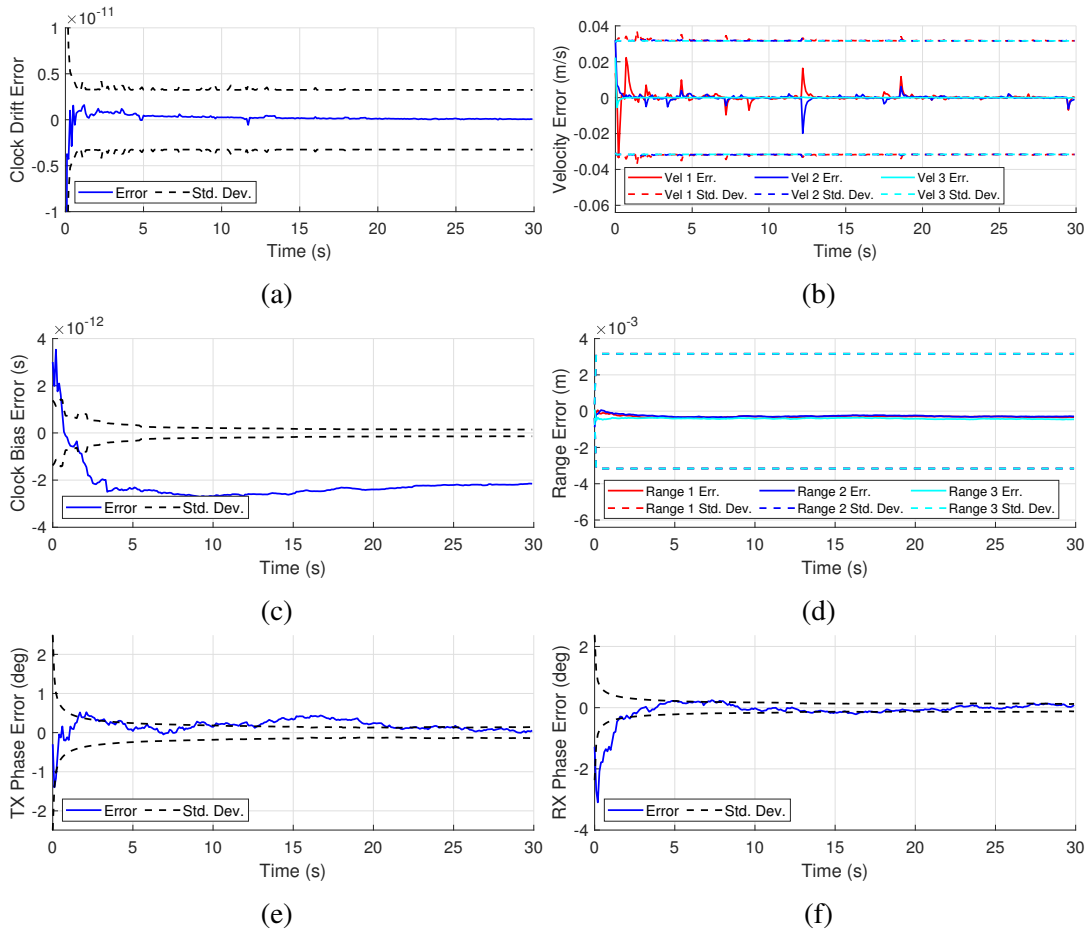 ×10-11
1
0.5
0
-0.5
-1
Clock Drift Error
Error
Std. Dev.
0 5 10 15 20 25 30
Time (s)
(a)
0.04
0.02
0
-0.02
-0.04
-0.06
Velocity Error (m/s)
Vel 1 Err. Vel 2 Err. Vel 3 Err.
Vel 1 Std. Dev. Vel 2 Std. Dev. Vel 3 Std. Dev.
0 5 10 15 20 25 30
Time (s)
(b)
×10-12
4
2
0
-2
-4
Clock Bias Error (s)
Error
Std. Dev.
0 5 10 15 20 25 30
Time (s)
(c)
×10-3
4
2
0
-2
-4
-6
Range Error (m)
Range 1 Err. Range 2 Err. Range 3 Err.
Range 1 Std. Dev. Range 2 Std. Dev. Range 3 Std. Dev.
0 5 10 15 20 25 30
Time (s)
(d)
2
1
0
-1
-2
TX Phase Error (deg)
Error
Std. Dev.
0 5 10 15 20 25 30
Time (s)
(e)
2
0
-2
-4
RX Phase Error (deg)
Error
Std. Dev.
0 5 10 15 20 25 30
Time (s)
(f)